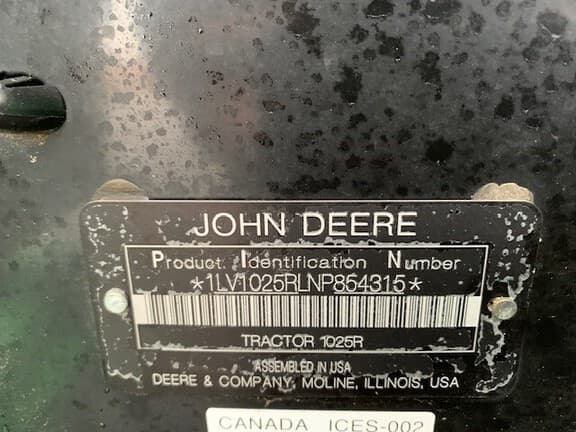 JOHN DEERE
Product Identification Number
*1LV1025RLNP854315*
TRACTOR 1025R
ASSEMBLED IN USA
DEERE & COMPANY, MOLINE, ILLINOIS, USA
CANADA ICES-002